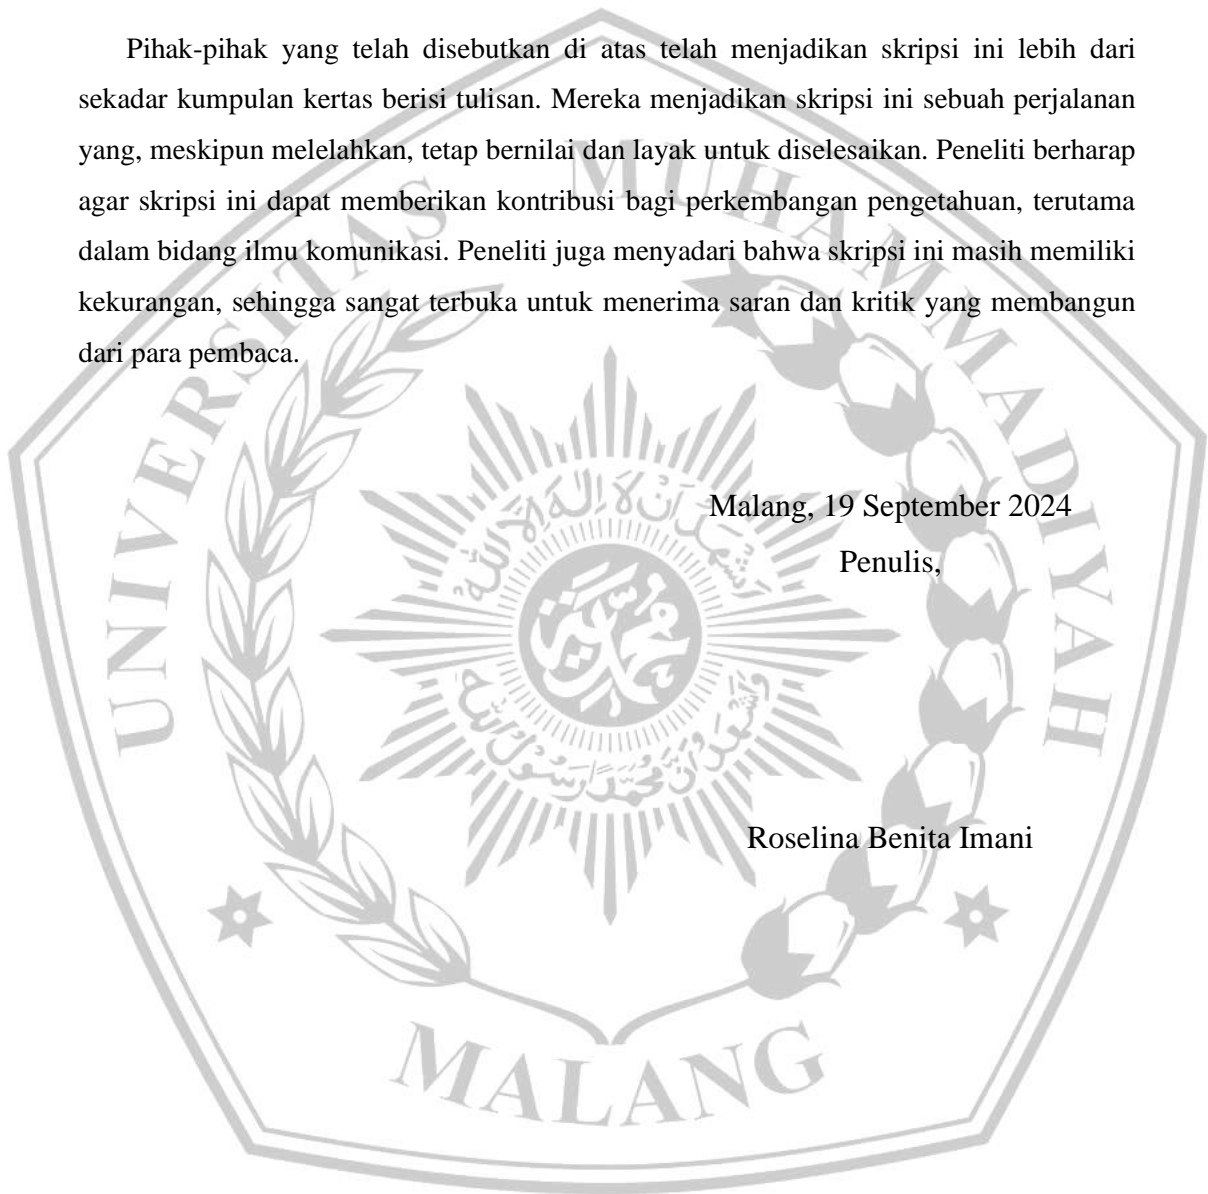 Pihak-pihak yang telah disebutkan di atas telah menjadikan skripsi ini lebih dari
sekadar kumpulan kertas berisi tulisan. Mereka menjadikan skripsi ini sebuah perjalanan
yang, meskipun melelahkan, tetap bernilai dan layak untuk diselesaikan. Peneliti berharap
agar skripsi ini dapat memberikan kontribusi bagi perkembangan pengetahuan, terutama
dalam bidang ilmu komunikasi. Peneliti juga menyadari bahwa skripsi ini masih memiliki
kekurangan, sehingga sangat terbuka untuk menerima saran dan kritik yang membangun
dari para pembaca.
Malang, 19 September 2024
Penulis,
Roselina Benita Imani
UNIVERSITAS MUHAMMADIYAH
MALANG